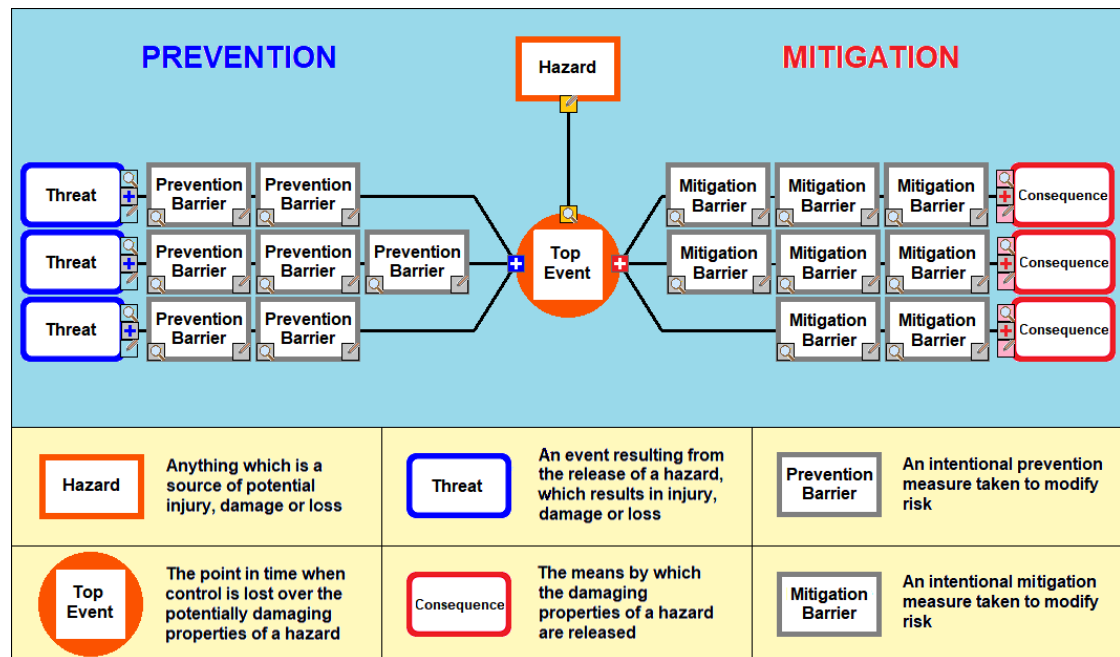 PREVENTION
Hazard
MITIGATION
Threat
Prevention
Barrier
Prevention
Barrier
Mitigation
Barrier
Mitigation
Barrier
Mitigation
Barrier
Consequence
Threat
Prevention
Barrier
Prevention
Barrier
Prevention
Barrier
Top
Event
Mitigation
Barrier
Mitigation
Barrier
Mitigation
Barrier
Consequence
Threat
Prevention
Barrier
Prevention
Barrier
Mitigation
Barrier
Mitigation
Barrier
Consequence
Hazard
Anything which is a
source of potential
injury, damage or loss
Threat
An event resulting from
the release of a hazard,
which results in injury,
damage or loss
Prevention
Barrier
An intentional prevention
measure taken to modify
risk
Top
Event
The point in time when
control is lost over the
potentially damaging
properties of a hazard
Consequence
The means by which
the damaging
properties of a hazard
are released
Mitigation
Barrier
An intentional mitigation
measure taken to modify
risk